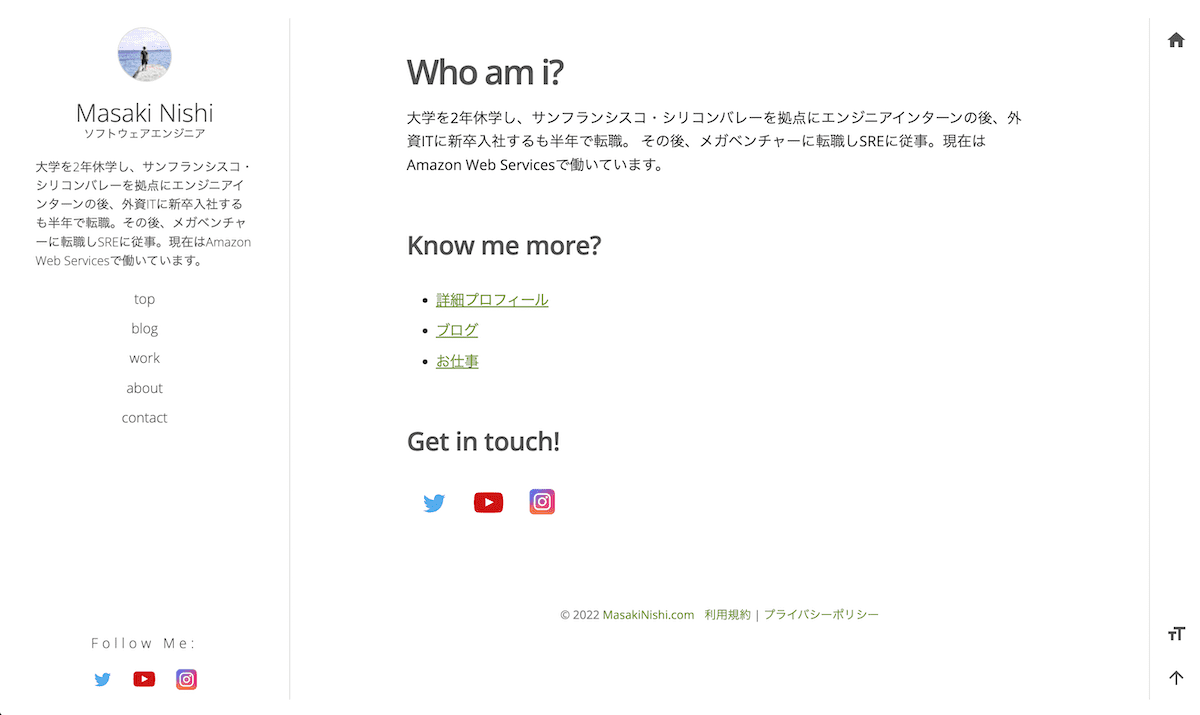 Masaki Nishi
ソフトウェアエンジニア
大学を2年休学し、サンフランシスコ・
シリコンバレーを拠点にエンジニアイ
ンターンの後、外資ITに新卒入社する
も半年で転職。その後、メガベンチャ
ーに転職しSREに従事。現在はAmazon
Web Servicesで働いています。
top
blog
work
about
contact
Follow Me:
Who am i?
大学を2年休学し、サンフランシスコ・シリコンバレーを拠点にエンジニアインターンの後、外
資ITに新卒入社するも半年で転職。 その後、メガベンチャーに転職しSREに従事。現在は
Amazon Web Servicesで働いています。
Know me more?
• 詳細プロフィール
• ブログ
• お仕事
Get in touch!
© 2022 MasakiNishi.com 利用規約 | プライバシーポリシー